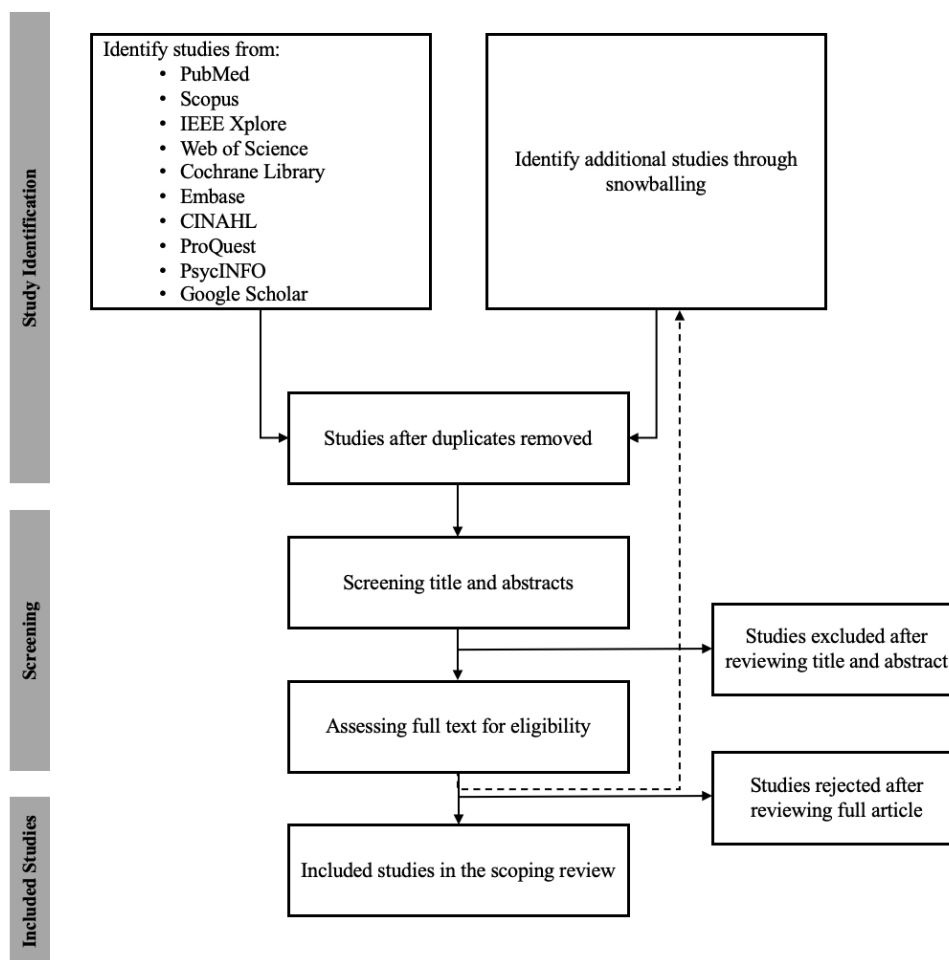 Study Identification
Identify studies from:
• PubMed
• Scopus
• IEEE Xplore
• Web of Science
• Cochrane Library
• Embase
• CINAHL
• ProQuest
• PsycINFO
• Google Scholar
Identify additional studies through
snowballing
Studies after duplicates removed
Screening
Screening title and abstracts
Studies excluded after
reviewing title and abstract
Assessing full text for eligibility
Studies rejected after
reviewing full article
Included Studies
Included studies in the scoping review